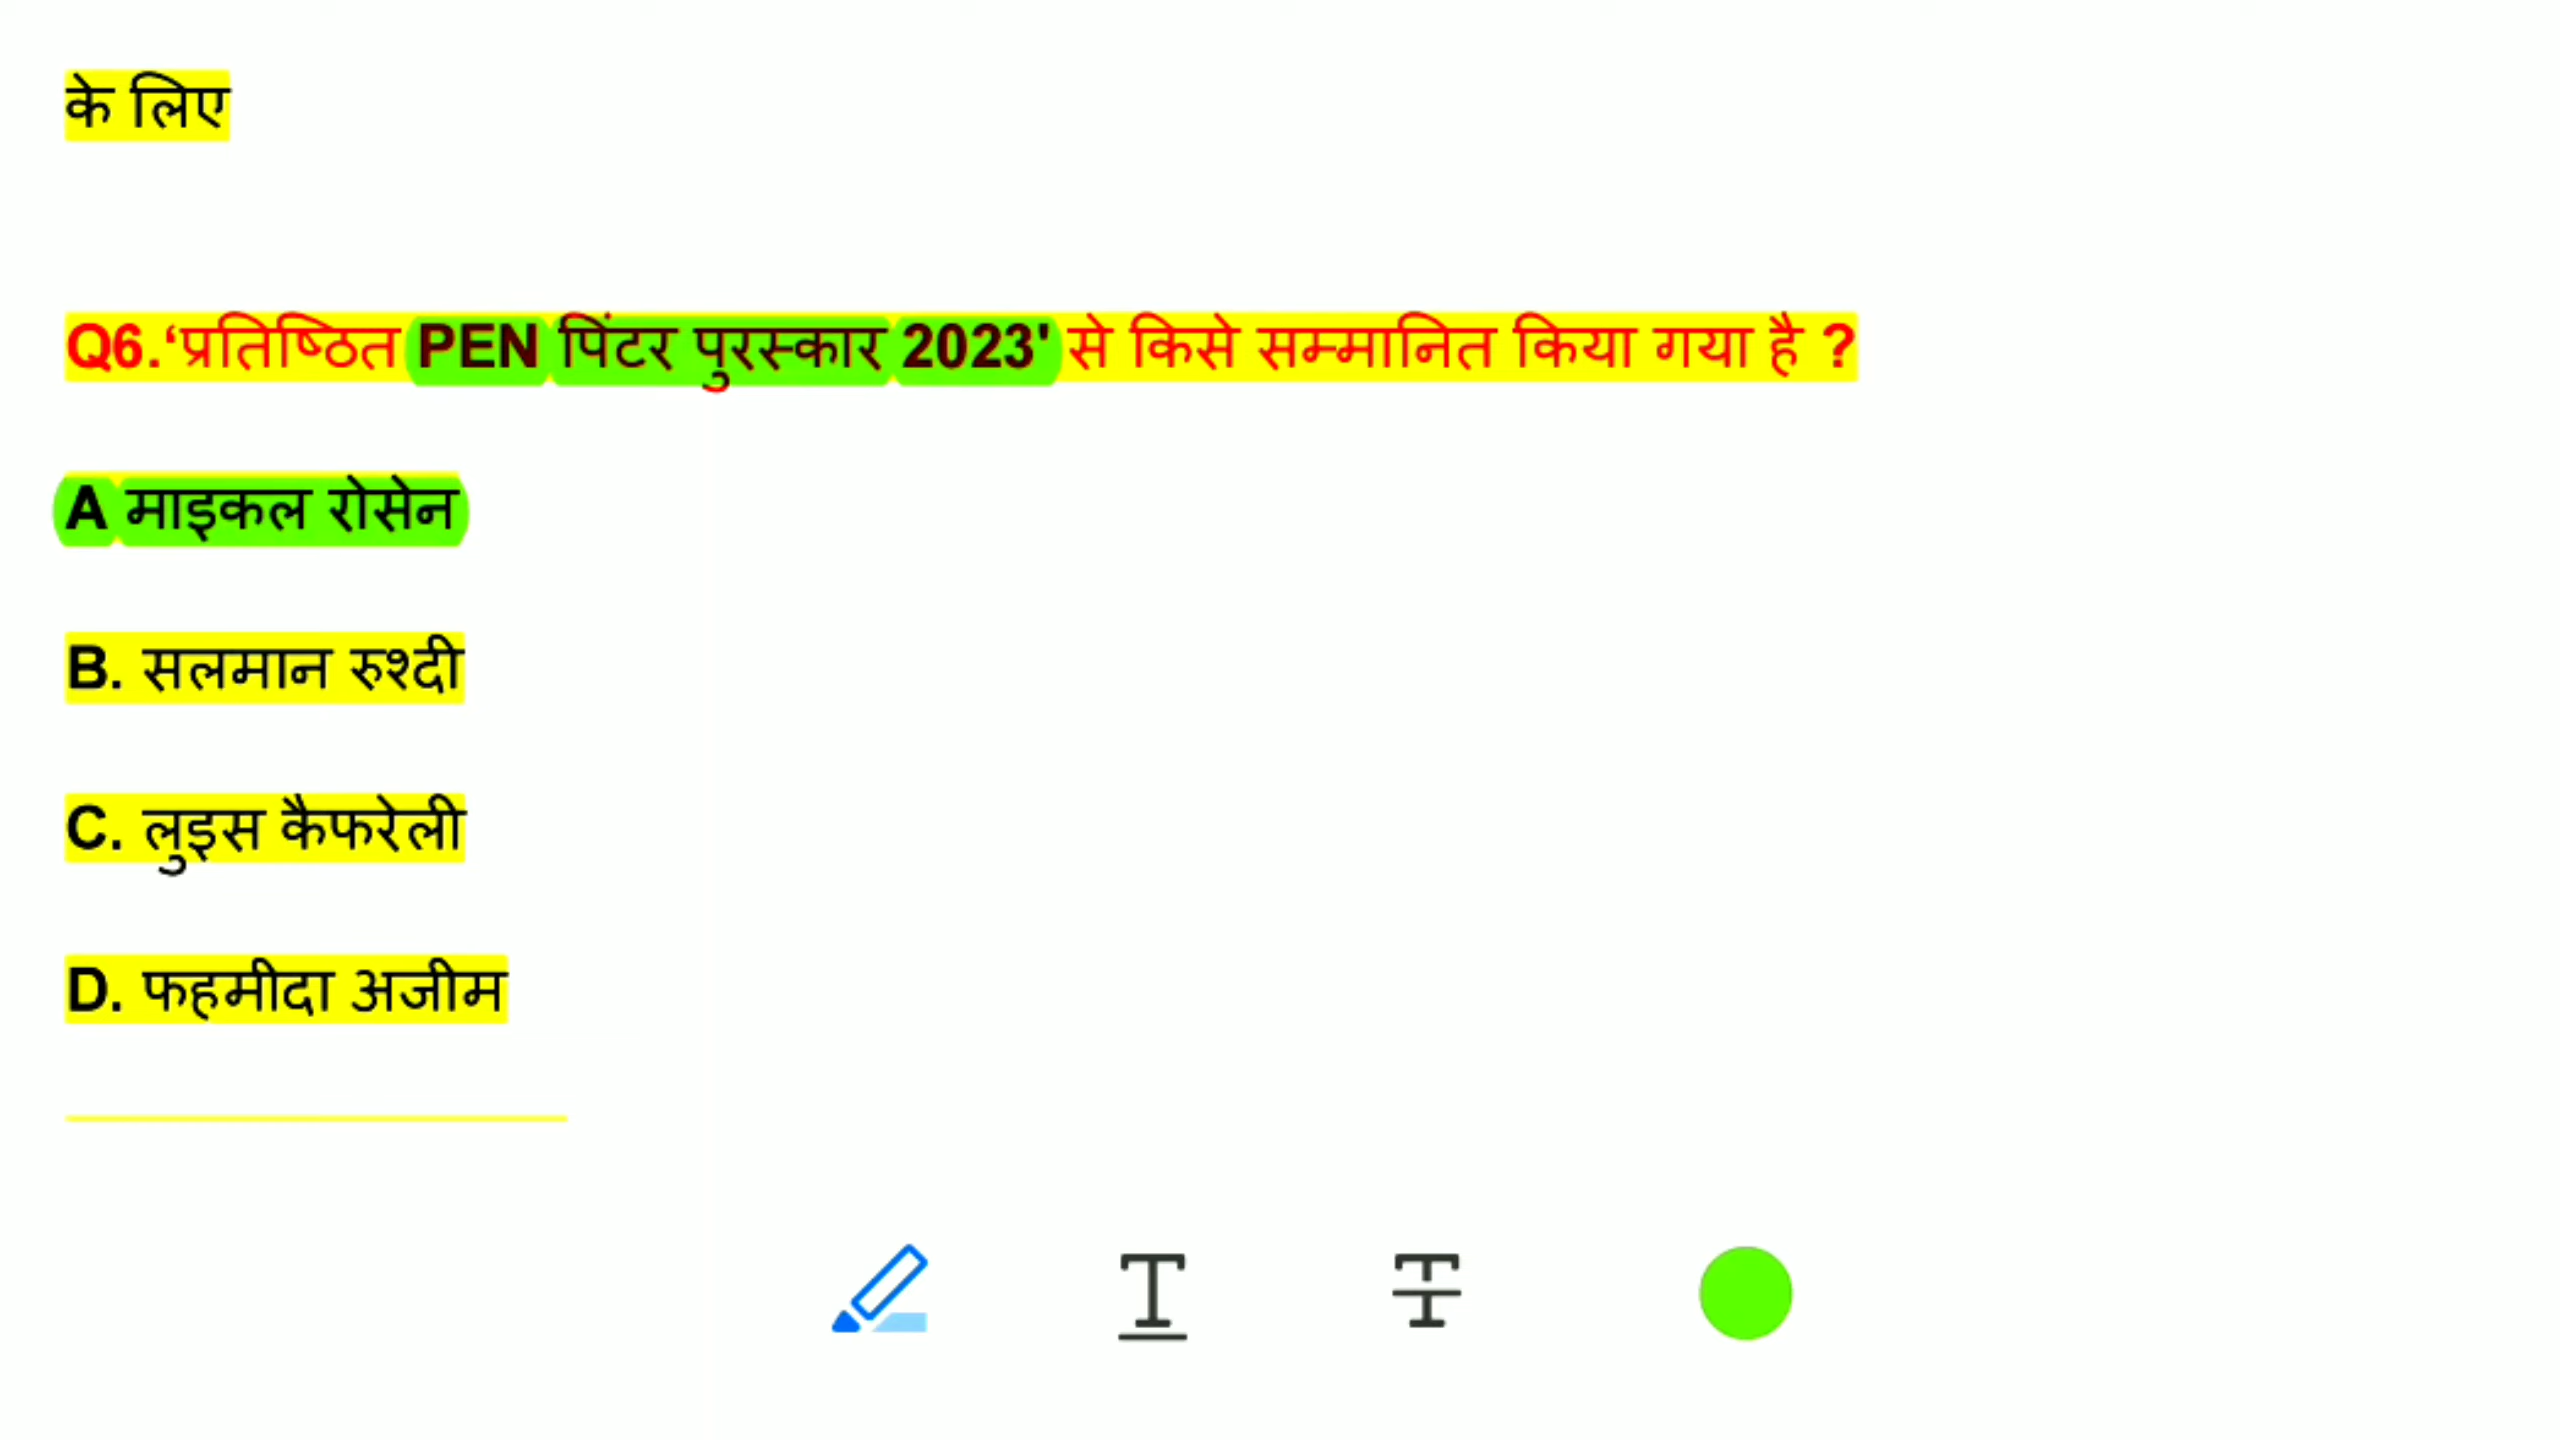 के लिए
Q6.‘प्रतिष्ठित PEN पिंटर पुरस्कार 2023' से किसे सम्मानित किया गया है ?
A माइकल रोसेन
B. सलमान रुश्दी
C. लुइस कैफरेली
D. फहमीदा अजीम